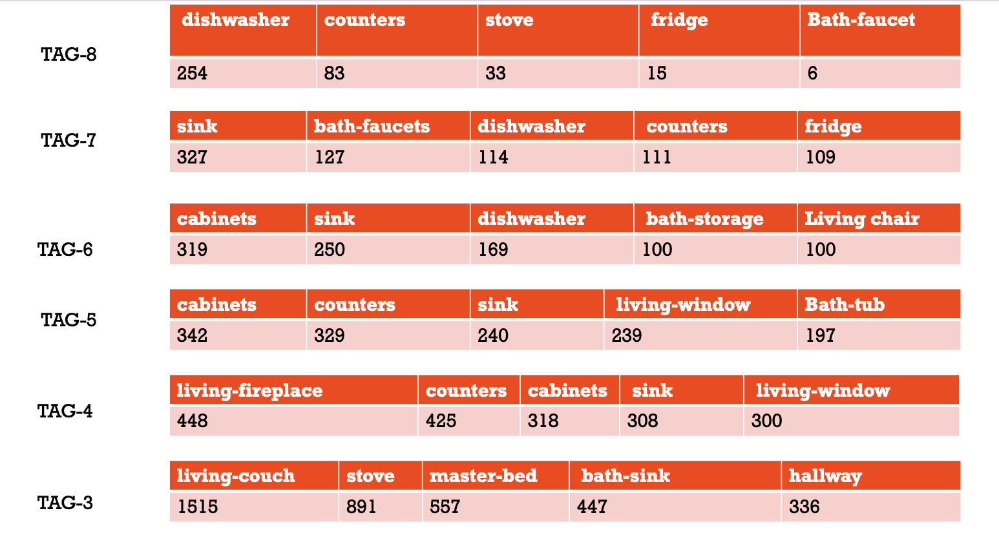 dishwasher counters stove fridge Bath-faucet
TAG-8
254 83 33 15 6
sink bath-faucets dishwasher counters fridge
TAG-7
327 127 114 111 109
cabinets sink dishwasher bath-storage Living chair
TAG-6
319 250 169 100 100
cabinets counters sink living-window Bath-tub
TAG-5
342 329 240 239 197
living-fireplace counters cabinets sink living-window
TAG-4
448 425 318 308 300
living-couch stove master-bed bath-sink hallway
TAG-3
1515 891 557 447 336